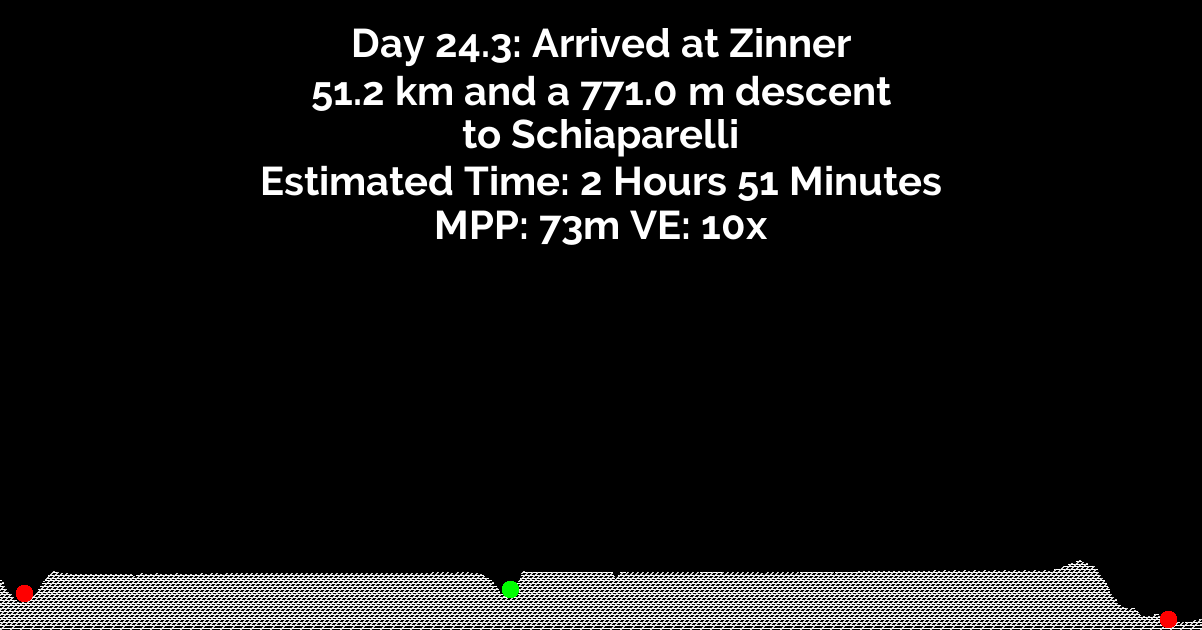 Day 24.3: Arrived at Zinner
51.2 km and a 771.0 m descent
to Schiaparelli
Estimated Time: 2 Hours 51 Minutes
MPP: 73m VE: 10x